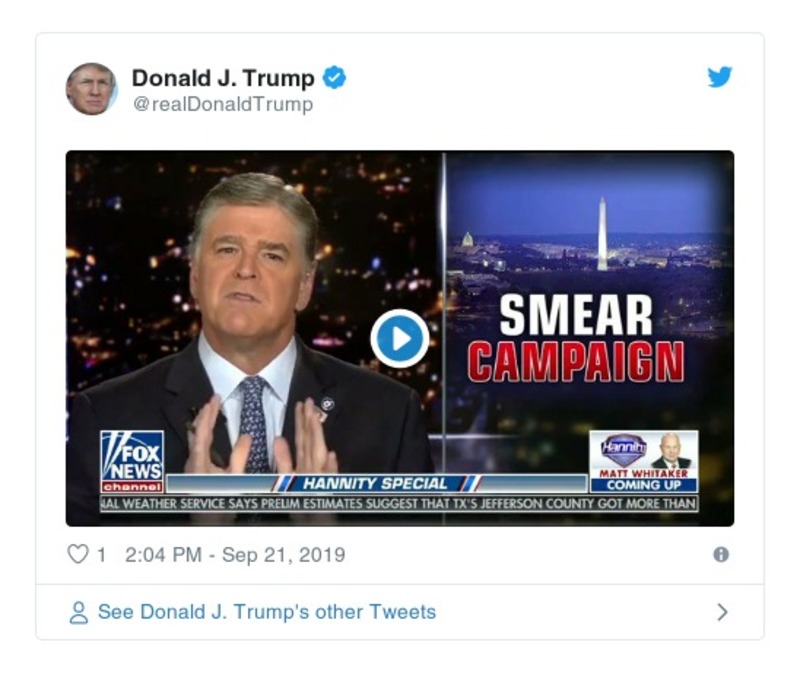 Donald J. Trump
@realDonaldTrump
SMEAR
CAMPAIGN
FOX
NEWS
channel
Hannity
MATT WHITAKER
COMING UP
HANNITY SPECIAL
WEATHER SERVICE SAYS PRELIM ESTIMATES SUGGEST THAT TX'S JEFFERSON COUNTY GOT MORE THAN
1 2:04 PM - Sep 21, 2019
See Donald J. Trump's other Tweets